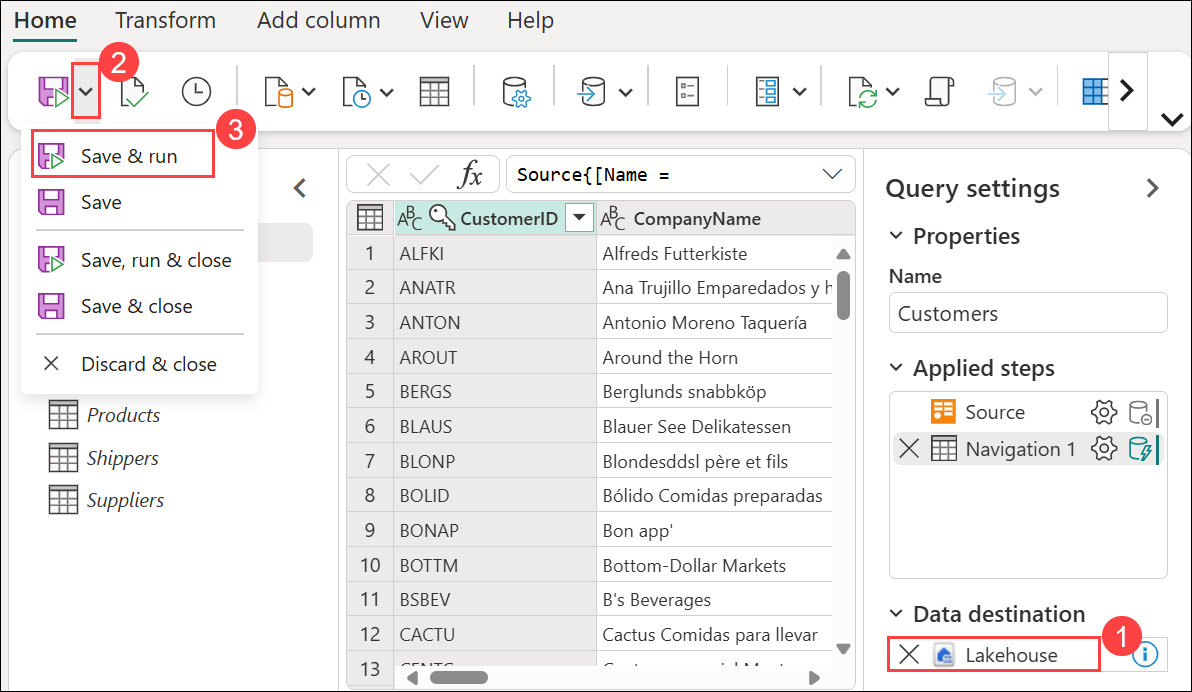 Home Transform Add column View Help
2
3
Save & run
Save
Save, run & close
Save & close
Discard & close
Products
Shippers
Suppliers
fx Source{[Name =
ABC CustomerID ABC CompanyName
1 ALFKI Alfreds Futterkiste
2 ANATR Ana Trujillo Emparedados y h
3 ANTON Antonio Moreno Taquería
4 AROUT Around the Horn
5 BERGS Berglunds snabbköp
6 BLAUS Blauer See Delikatessen
7 BLONP Blondesddsl père et fils
8 BOLID Bólido Comidas preparadas
9 BONAP Bon app'
10 BOTTM Bottom-Dollar Markets
11 BSBEV B's Beverages
12 CACTU Cactus Comidas para llevar
13
Query settings
Properties
Name
Customers
Applied steps
Source
Navigation 1
Data destination
1
Lakehouse